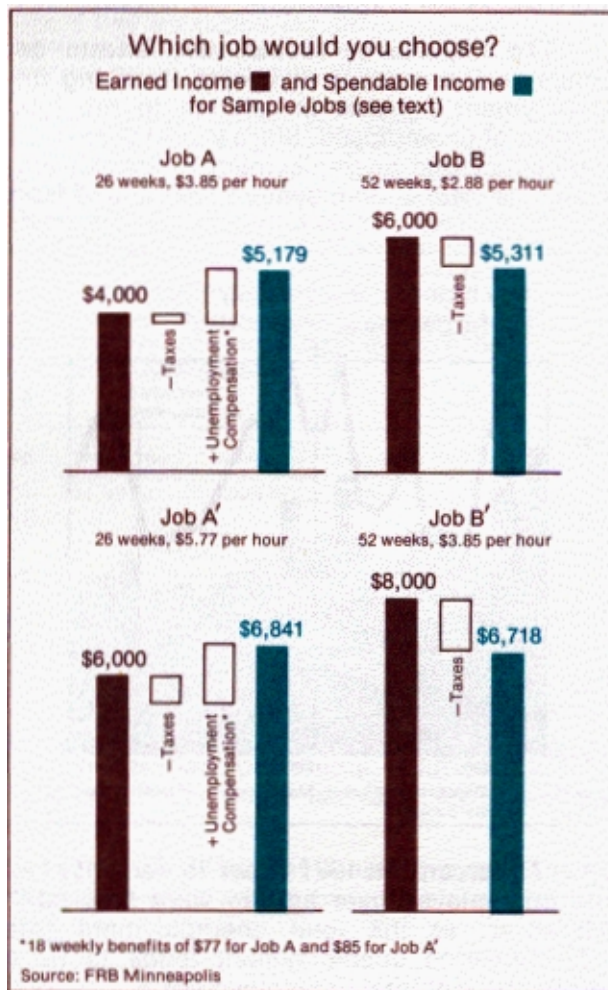 Which job would you choose?
Earned Income and Spendable Income
for Sample Jobs (see text)
Job A
26 weeks, $3.85 per hour
$4,000
–Taxes
+ Unemployment
Compensation*
$5,179
Job B
52 weeks, $2.88 per hour
$6,000
–Taxes
$5,311
Job A′
26 weeks, $5.77 per hour
$6,000
–Taxes
+ Unemployment
Compensation*
$6,841
Job B′
52 weeks, $3.85 per hour
$8,000
–Taxes
$6,718
*18 weekly benefits of $77 for Job A and $85 for Job A′
Source: FRB Minneapolis